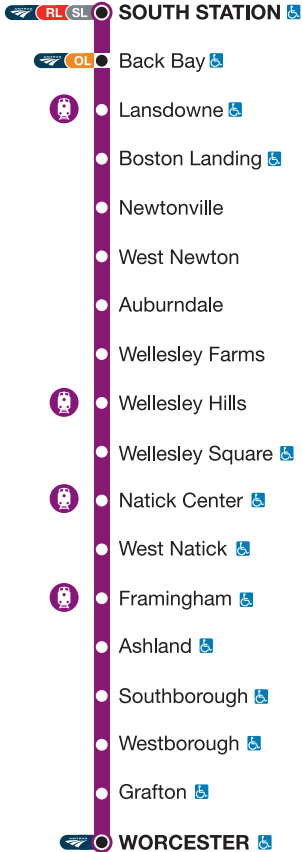 RL SL SOUTH STATION
OL Back Bay
Lansdowne
Boston Landing
Newtonville
West Newton
Auburndale
Wellesley Farms
Wellesley Hills
Wellesley Square
Natick Center
West Natick
Framingham
Ashland
Southborough
Westborough
Grafton
WORCESTER